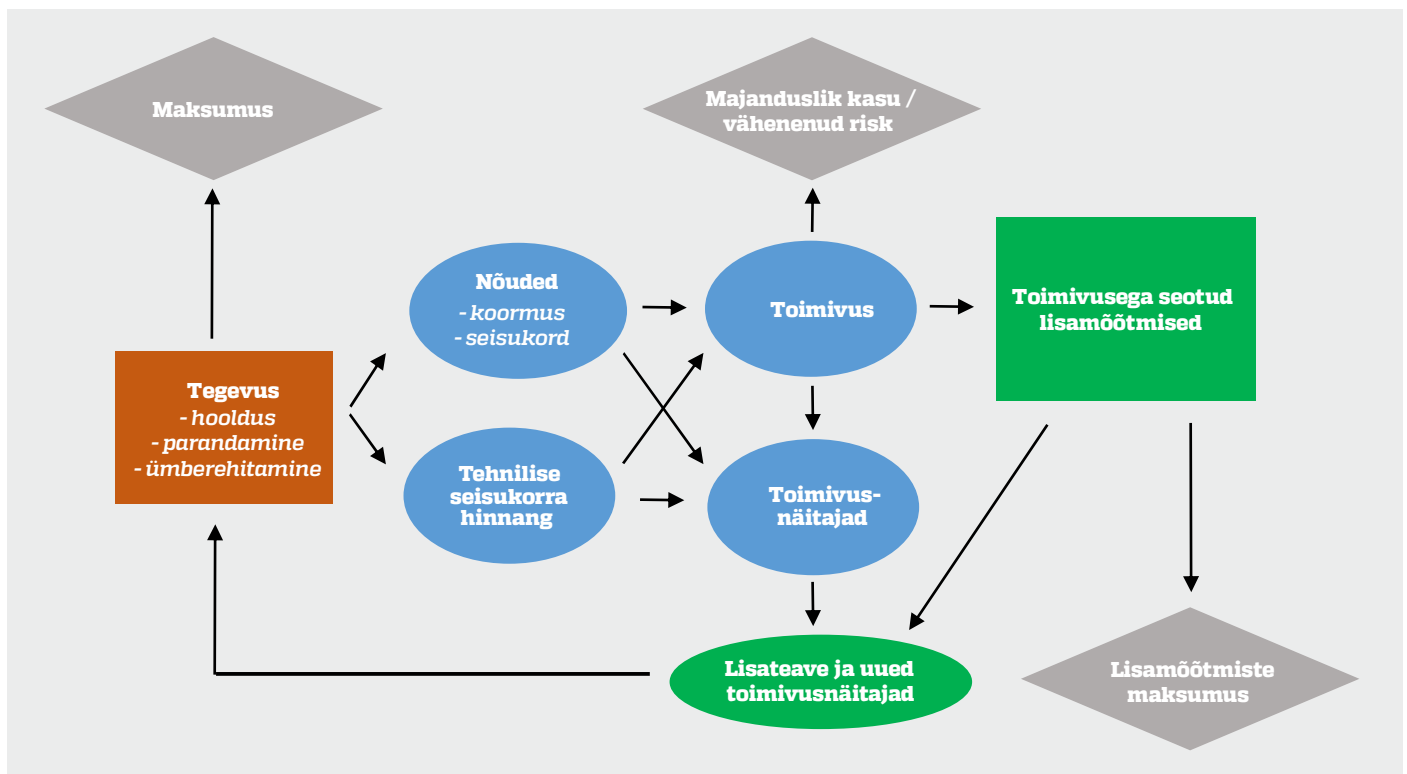 Maksumus
Majanduslik kasu /
vähenenud risk
Nõuded
- koormus
- seisukord
Toimivus
Toimivusega seotud
lisamõõtmised
Tegevus
- hooldus
- parandamine
- ümberehitamine
Tehnilise
seisukorra
hinnang
Toimivus-
näitajad
Lisateave ja uued
toimivusnäitajad
Lisamõõtmiste
maksumus